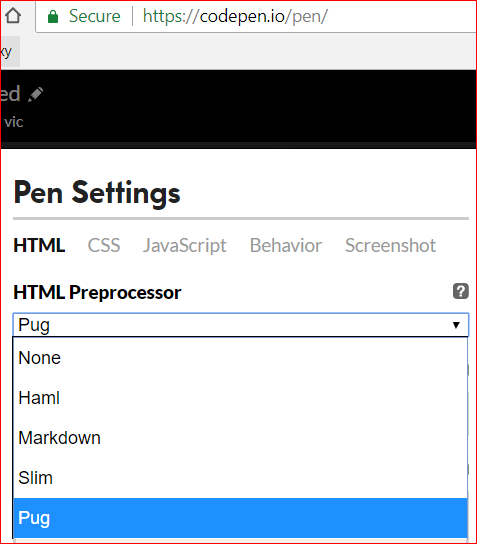 Secure https://codepen.io/pen/
xy
ed
vic
Pen Settings
HTML CSS JavaScript Behavior Screenshot
HTML Preprocessor ?
Pug
None
Haml
Markdown
Slim
Pug